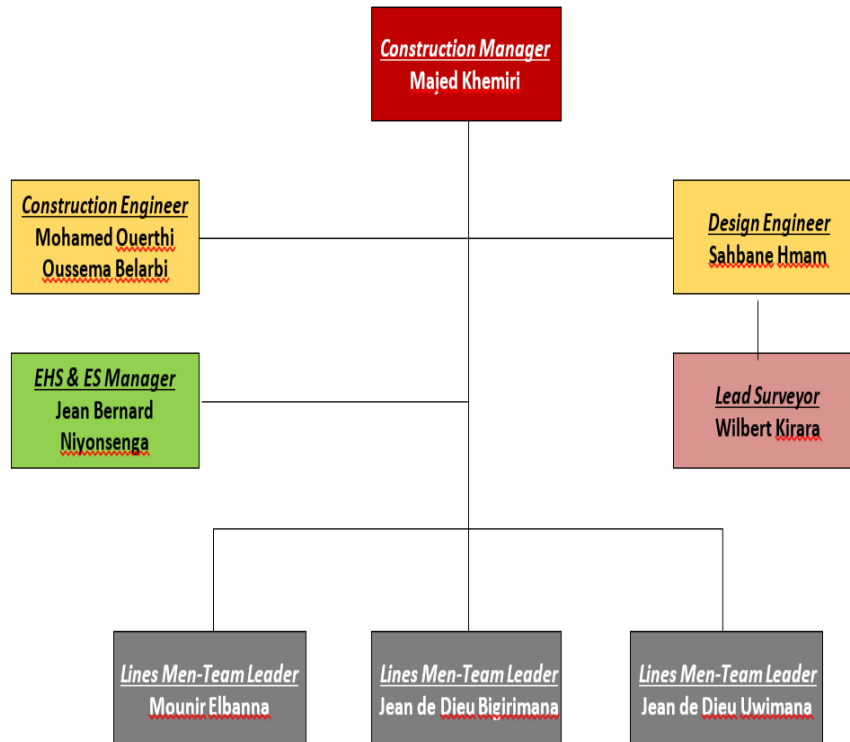 Construction Manager
Majed Khemiri
Construction Engineer
Mohamed Ouerthi
Oussema Belarbi
Design Engineer
Sahbane Hmam
EHS & ES Manager
Jean Bernard
Niyonsenga
Lead Surveyor
Wilbert Kirara
Lines Men-Team Leader
Mounir Elbanna
Lines Men-Team Leader
Jean de Dieu Bigirimana
Lines Men-Team Leader
Jean de Dieu Uwimana